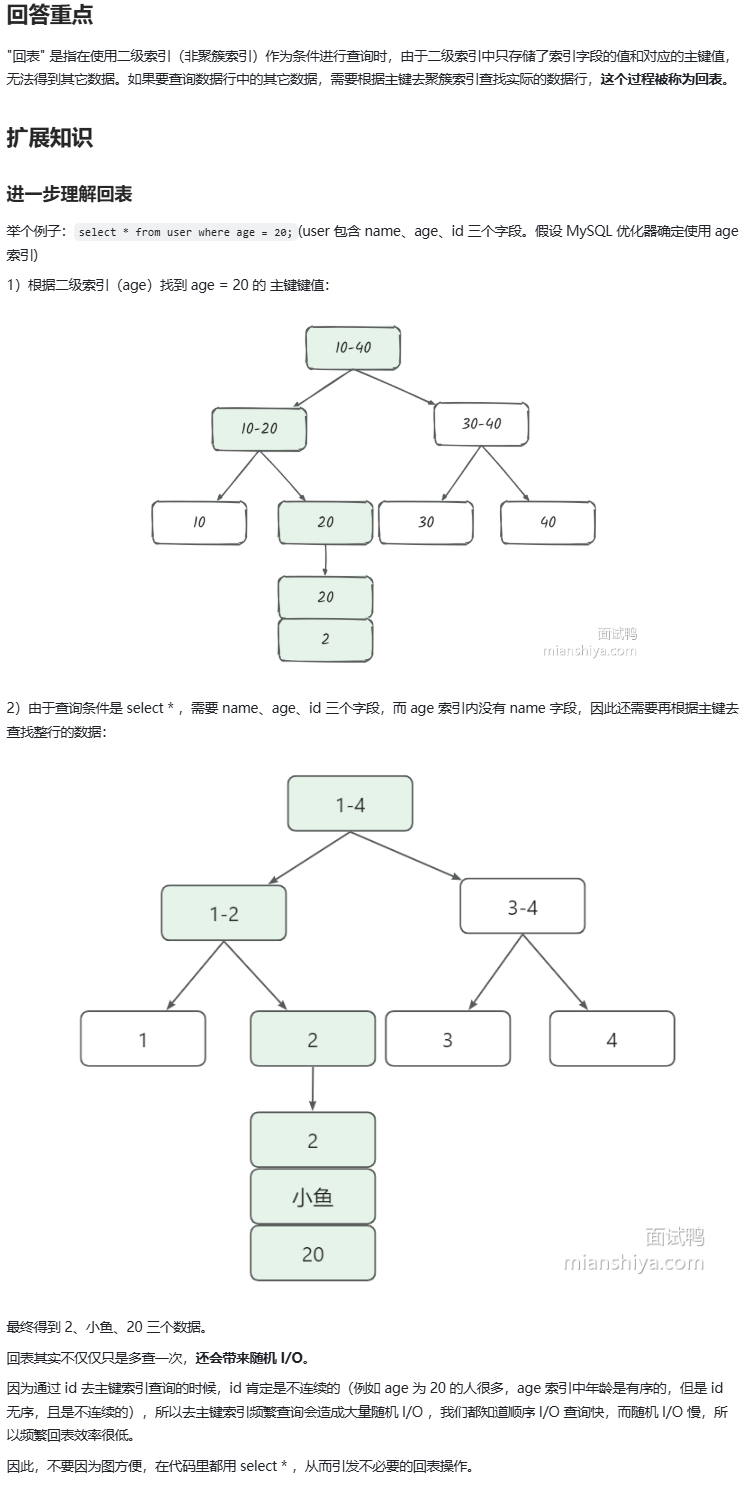 回答重点
"回表" 是指在使用二级索引（非聚簇索引）作为条件进行查询时，由于二级索引中只存储了索引字段的值和对应的主键值，
无法得到其它数据。如果要查询数据行中的其它数据，需要根据主键去聚簇索引查找实际的数据行，这个过程被称为回表。
扩展知识
进一步理解回表
举个例子： select * from user where age = 20; (user 包含 name、age、id 三个字段。假设 MySQL 优化器确定使用 age
索引)
1）根据二级索引（age）找到 age = 20 的 主键键值：
10-40
10-20
30-40
10
20
30
40
20
2
面试鸭
mianshiya.com
2）由于查询条件是 select * ，需要 name、age、id 三个字段，而 age 索引内没有 name 字段，因此还需要再根据主键去
查找整行的数据：
1-4
1-2
3-4
1
2
3
4
2
小鱼
20
面试鸭
mianshiya.com
最终得到 2、小鱼、20 三个数据。
回表其实不仅仅只是多查一次，还会带来随机 I/O。
因为通过 id 去主键索引查询的时候，id 肯定是不连续的（例如 age 为 20 的人很多，age 索引中年龄是有序的，但是 id
无序，且是不连续的），所以去主键索引频繁查询会造成大量随机 I/O ，我们都知道顺序 I/O 查询快，而随机 I/O 慢，所
以频繁回表效率很低。
因此，不要因为图方便，在代码里都用 select * ，从而引发不必要的回表操作。